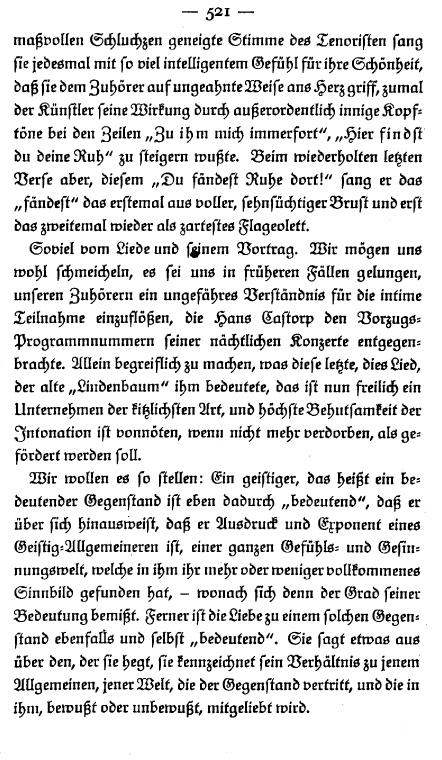 — 521 —
maßvollen Schluchzen geneigte Stimme des Tenoristen sang
sie jedesmal mit so viel intelligentem Gefühl für ihre Schönheit,
daß sie dem Zuhörer auf ungeahnte Weise ans Herz griff, zumal
der Künstler seine Wirkung durch außerordentlich innige Kopf-
töne bei den Zeilen „Zu ihm mich immerfort“, „Hier findst
du deine Ruh“ zu steigern wußte. Beim wiederholten letzten
Verse aber, diesem „Du fändest Ruhe dort!“ sang er das
„fändest“ das erstemal aus voller, sehnsüchtiger Brust und erst
das zweitemal wieder als zartestes Flageolett.
Soviel vom Liede und seinem Vortrag. Wir mögen uns
wohl schmeicheln, es sei uns in früheren Fällen gelungen,
unseren Zuhörern ein ungefähres Verständnis für die intime
Teilnahme einzuflößen, die Hans Castorp den Vorzugs-
Programmnummern seiner nächtlichen Konzerte entgegen-
brachte. Allein begreiflich zu machen, was diese letzte, dies Lied,
der alte „Lindenbaum“ ihm bedeutete, das ist nun freilich ein
Unternehmen der kitzlichsten Art, und höchste Behutsamkeit der
Intonation ist vonnöten, wenn nicht mehr verdorben, als ge-
fördert werden soll.
Wir wollen es so stellen: Ein geistiger, das heißt ein be-
deutender Gegenstand ist eben dadurch „bedeutend“, daß er
über sich hinausweist, daß er Ausdruck und Exponent eines
Geistig-Allgemeineren ist, einer ganzen Gefühls- und Gesin-
nungswelt, welche in ihm ihr mehr oder weniger vollkommenes
Sinnbild gefunden hat, – wonach sich denn der Grad seiner
Bedeutung bemißt. Ferner ist die Liebe zu einem solchen Gegen-
stand ebenfalls und selbst „bedeutend“. Sie sagt etwas aus
über den, der sie hegt, sie kennzeichnet sein Verhältnis zu jenem
Allgemeinen, jener Welt, die der Gegenstand vertritt, und die in
ihm, bewußt oder unbewußt, mitgeliebt wird.